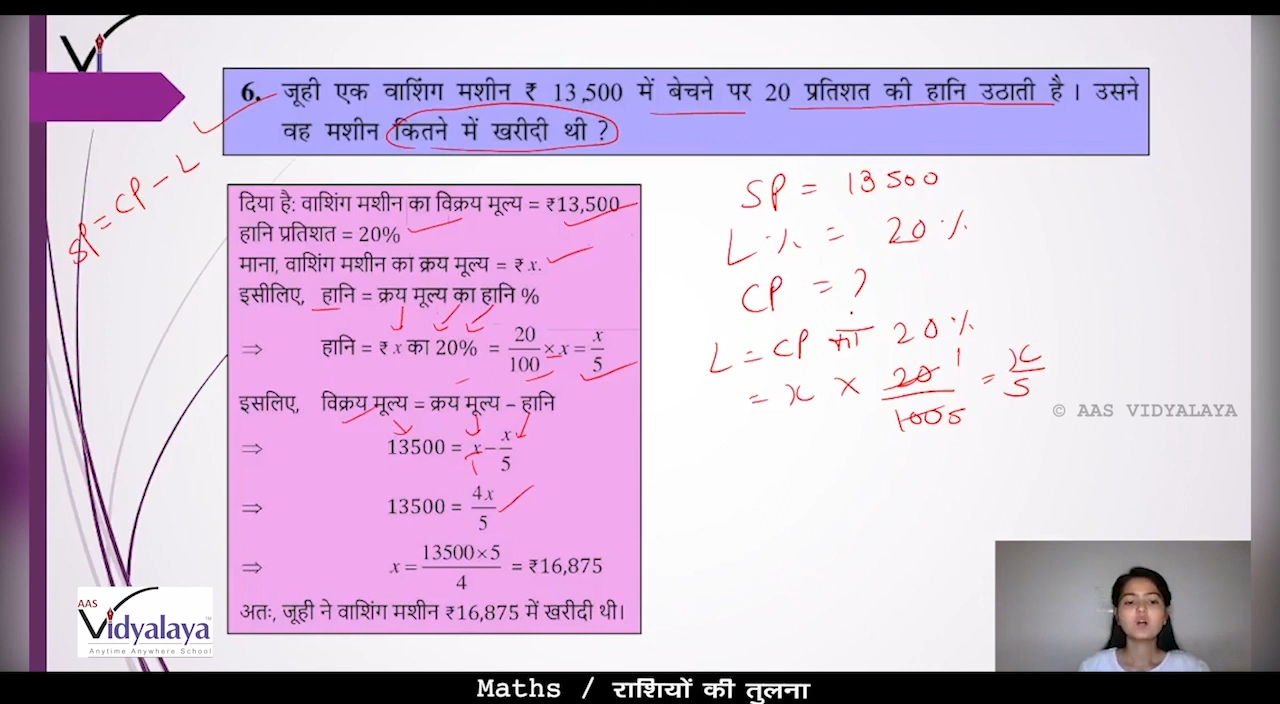 6. जूही एक वाशिंग मशीन ₹ 13,500 में बेचने पर 20 प्रतिशत की हानि उठाती है। उसने
वह मशीन कितने में खरीदी थी ?
SP = CP - L
दिया है: वाशिंग मशीन का विक्रय मूल्य = ₹13,500
हानि प्रतिशत = 20%
माना, वाशिंग मशीन का क्रय मूल्य = ₹ x.
इसीलिए, हानि = क्रय मूल्य का हानि %
⇒ हानि = ₹ x का 20% = 20/100 × x = x/5
इसलिए, विक्रय मूल्य = क्रय मूल्य – हानि
⇒ 13500 = x – x/5
⇒ 13500 = 4x/5
⇒ x = 13500×5/4 = ₹16,875
अतः, जूही ने वाशिंग मशीन ₹16,875 में खरीदी थी।
SP = 13500
L % = 20 %
CP = ?
L = CP का 20 %
= x × 20/100 1 5 = x/5
© AAS VIDYALAYA
AAS
Vidyalaya
TM
Anytime Anywhere School
Maths / राशियों की तुलना